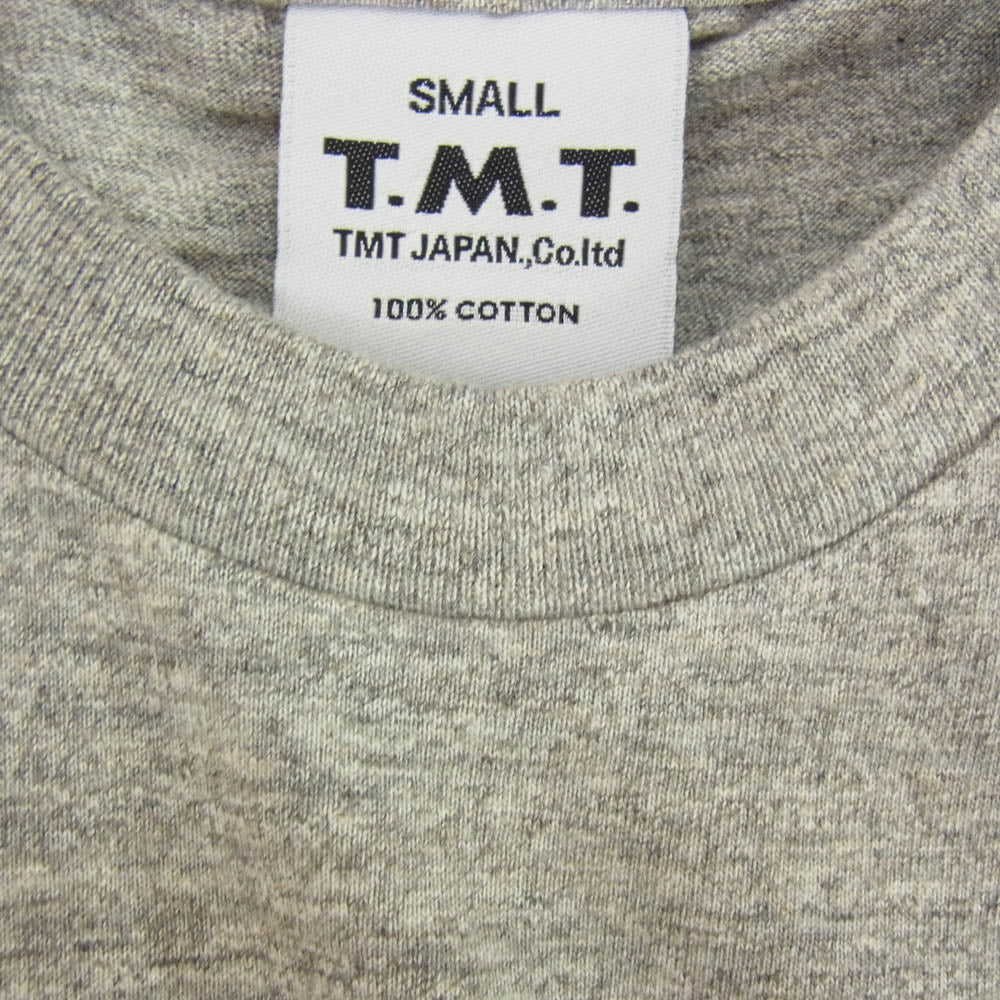 SMALL
T.M.T.
TMT JAPAN.,Co.ltd
100% COTTON